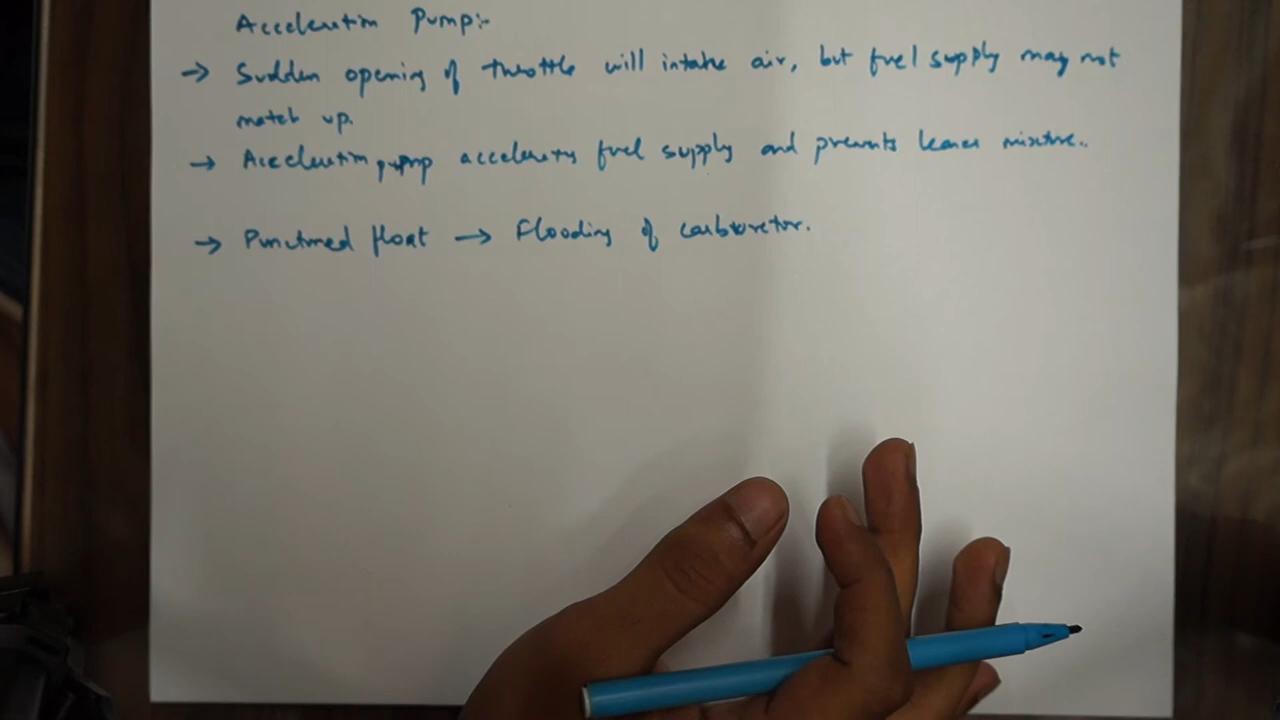 Acceleration Pump:-
→ Sudden opening of throttle will intake air, but fuel supply may not
match up.
→ Acceleration pump accelerates fuel supply and prevents leaner mixture..
→ Punctured float → Flooding of carburetor.